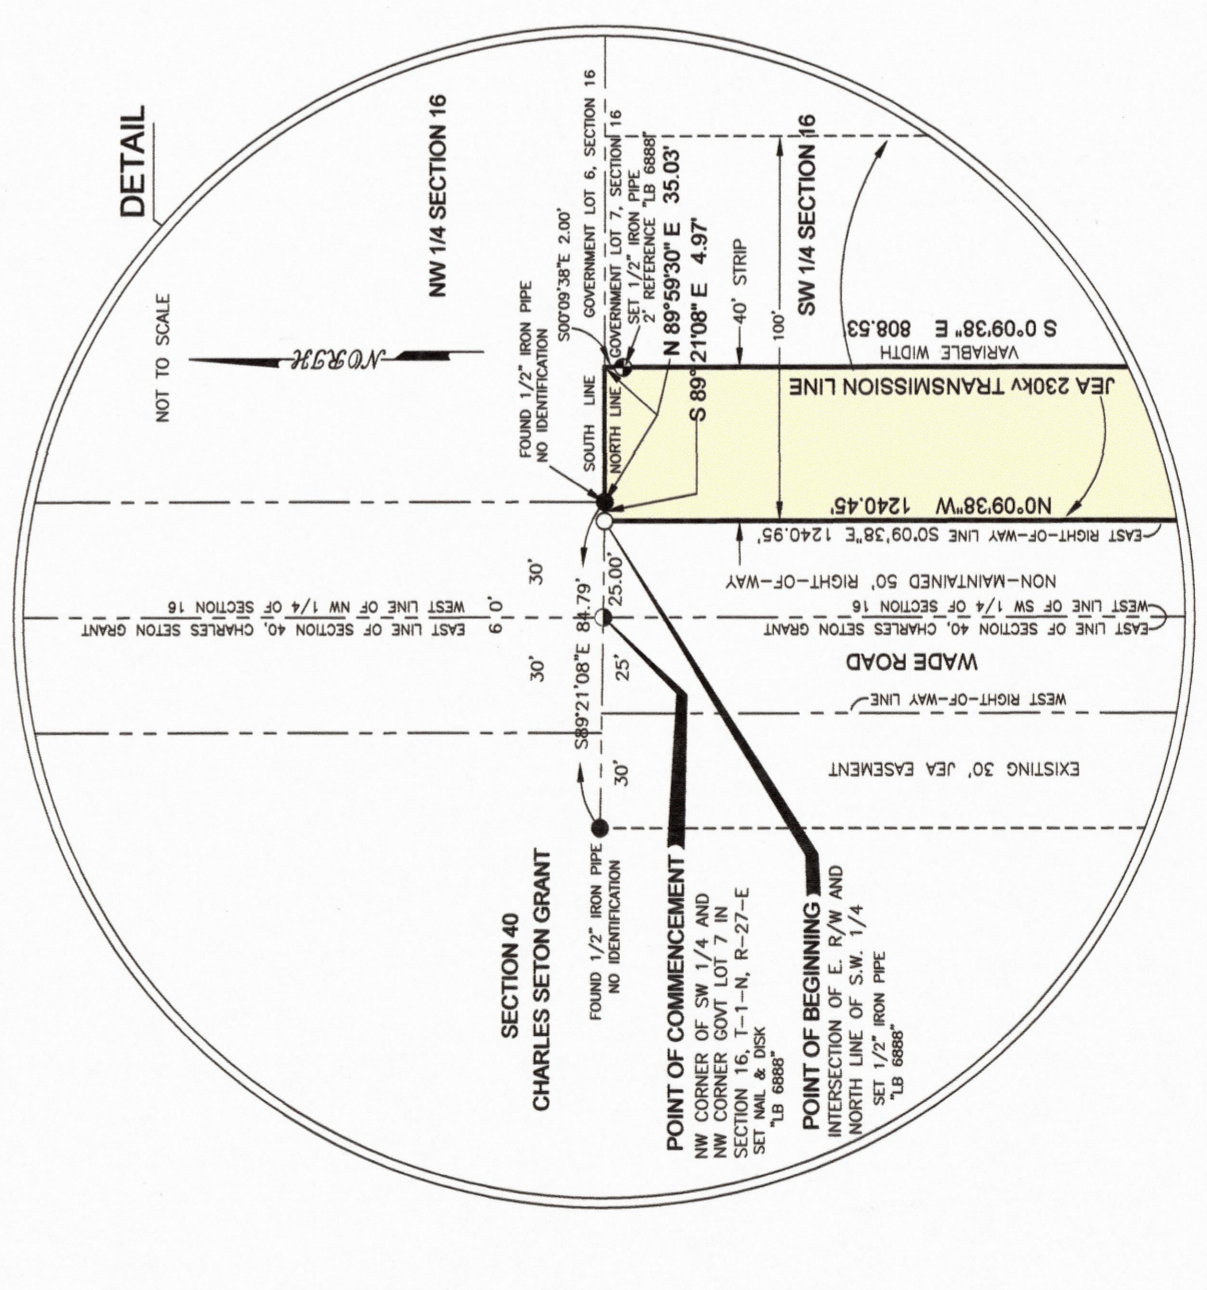 DETAIL
NOT TO SCALE
NORTH
NW 1/4 SECTION 16
FOUND 1/2" IRON PIPE
NO IDENTIFICATION
S00°09'38"E 2.00'
SOUTH LINE GOVERNMENT LOT 6, SECTION 16
NORTH LINE GOVERNMENT LOT 7, SECTION 16
SET 1/2" IRON PIPE
2' REFERENCE "LB 6888"
N 89°59'30" E 35.03'
S 89°21'08" E 4.97'
40' STRIP
100'
SW 1/4 SECTION 16
S 0°09'38" E 808.53'
VARIABLE WIDTH
JEA 230kv TRANSMISSION LINE
N0°09'38"W 1240.45'
EAST RIGHT-OF-WAY LINE S0°09'38"E 1240.95'
NON-MAINTAINED 50' RIGHT-OF-WAY
WEST LINE OF SW 1/4 OF SECTION 16
EAST LINE OF SECTION 40, CHARLES SETON GRANT
WADE ROAD
WEST RIGHT-OF-WAY LINE
EXISTING 30' JEA EASEMENT
WEST LINE OF NW 1/4 OF SECTION 16
EAST LINE OF SECTION 40, CHARLES SETON GRANT
30'
60'
30'
S89°21'08"E 84.79'
25.00'
25'
30'
SECTION 40
CHARLES SETON GRANT
FOUND 1/2" IRON PIPE
NO IDENTIFICATION
POINT OF COMMENCEMENT
NW CORNER OF SW 1/4 AND
NW CORNER GOVT LOT 7 IN
SECTION 16, T-1-N, R-27-E
SET NAIL & DISK
"LB 6888"
POINT OF BEGINNING
INTERSECTION OF E. R/W AND
NORTH LINE OF S.W. 1/4
SET 1/2" IRON PIPE
"LB 6888"